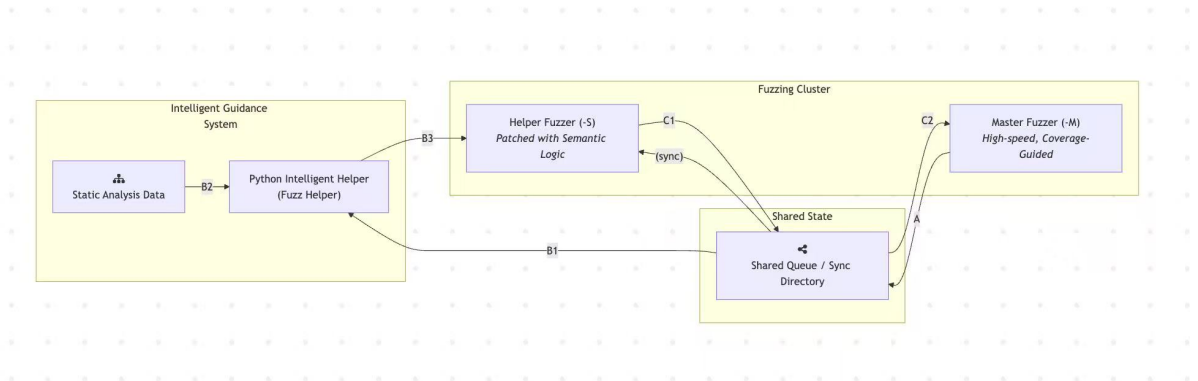 Fuzzing Cluster
Intelligent Guidance
System
Helper Fuzzer (-S)
Patched with Semantic
Logic
C1
(sync)
C2
Master Fuzzer (-M)
High-speed, Coverage-
Guided
B3
Static Analysis Data
B2
Python Intelligent Helper
(Fuzz Helper)
Shared State
A
B1
Shared Queue / Sync
Directory